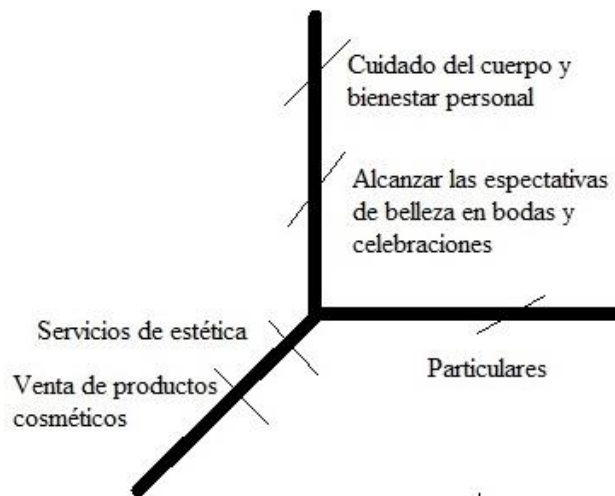 Cuidado del cuerpo y
bienestar personal
Alcanzar las espectativas
de belleza en bodas y
celebraciones
Servicios de estética
Particulares
Venta de productos
cosméticos